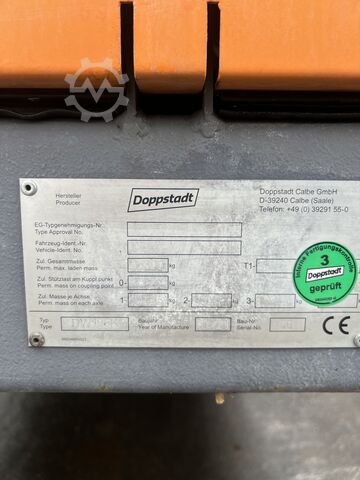 Hersteller
Producer
Doppstadt
Doppstadt Calbe GmbH
D-39240 Calbe (Saale)
Telefon: +49 (0) 39291 55-0
EG-Typgenehmigungs-Nr.
Type Approval No.
Fahrzeug-Ident.-Nr.
Vehicle-Ident. No.
Zul. Gesamtmasse
Perm. max. laden mass
kg
T1-
Zul. Stützlast am Kuppl.punkt
Perm. mass on coupling point
0-
kg
Zul. Masse je Achse
Perm. mass on each axle
1-
kg
2-
kg
3-
Typ
Type
Baujahr
Year of Manufacture
Bau-Nr.
Serial-No.
CE
Interne Fertigungskontrolle
3
Doppstadt
geprüft